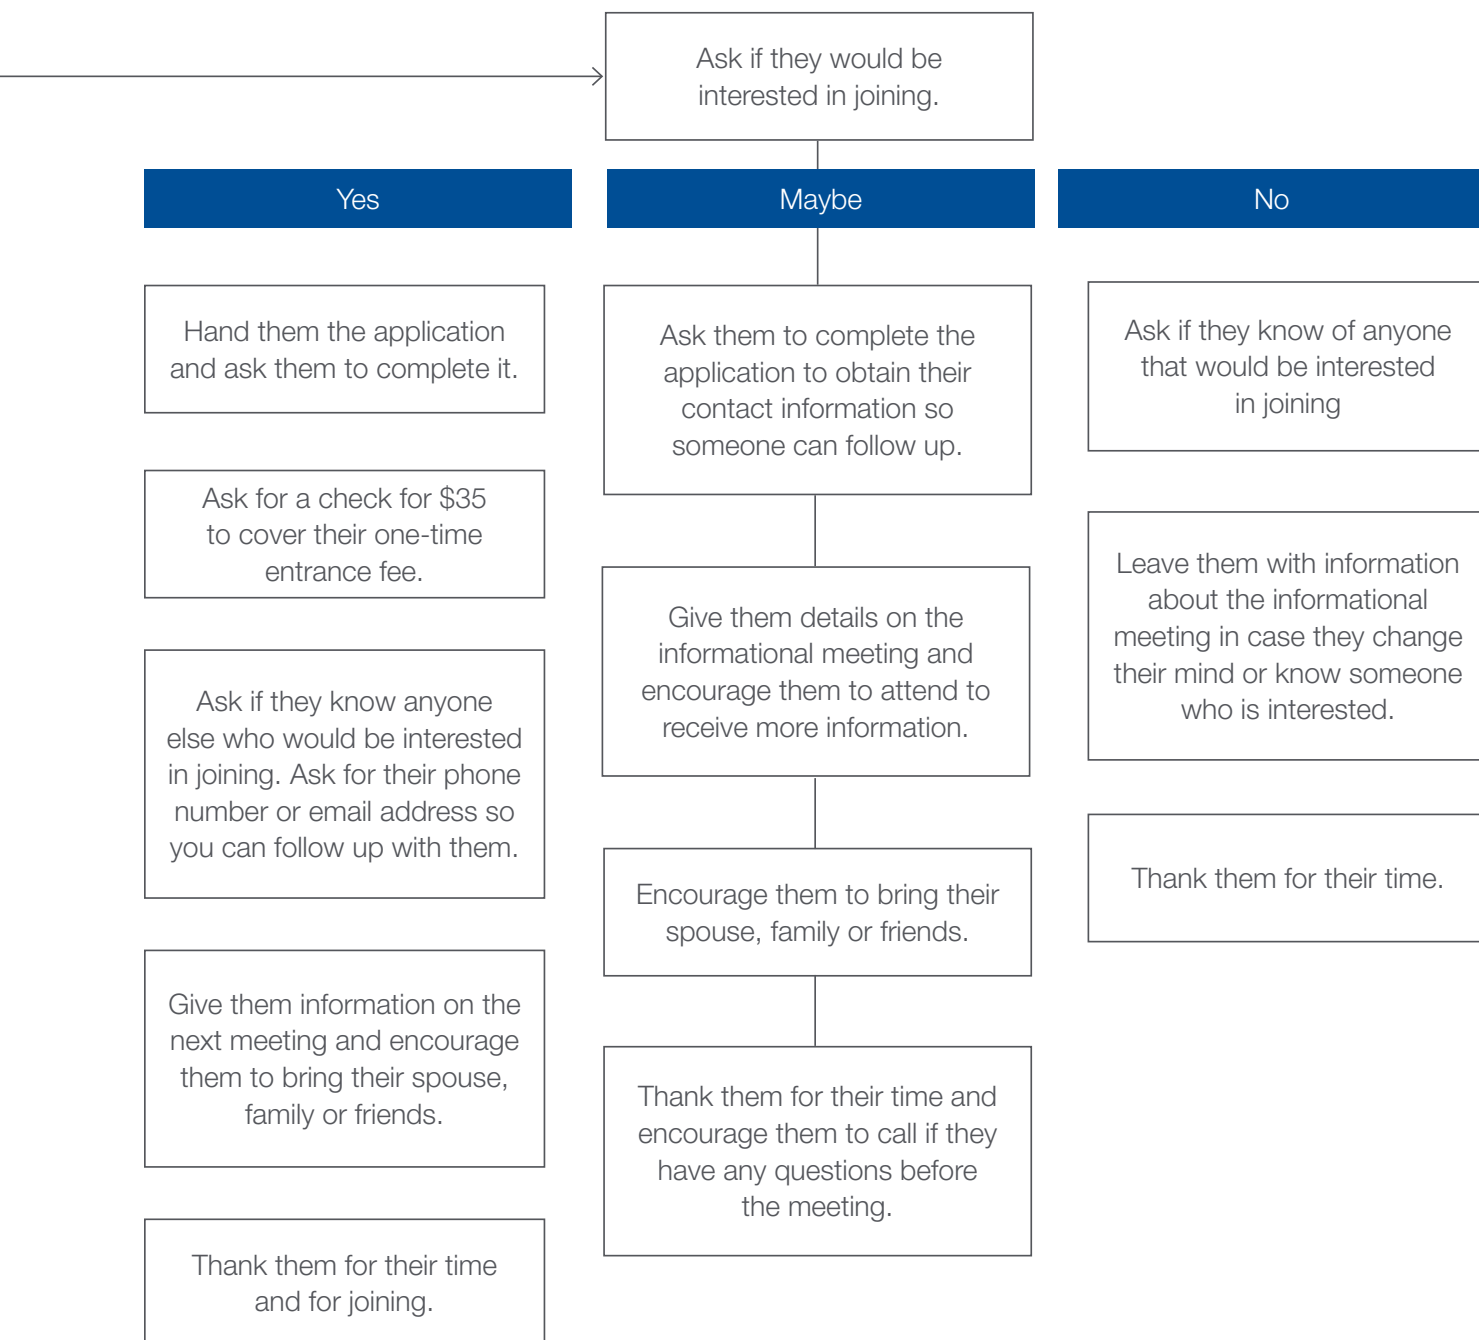 Ask if they would be
interested in joining.
Yes
Maybe
No
Hand them the application
and ask them to complete it.
Ask for a check for $35
to cover their one-time
entrance fee.
Ask if they know anyone
else who would be interested
in joining. Ask for their phone
number or email address so
you can follow up with them.
Give them information on the
next meeting and encourage
them to bring their spouse,
family or friends.
Thank them for their time
and for joining.
Ask them to complete the
application to obtain their
contact information so
someone can follow up.
Give them details on the
informational meeting and
encourage them to attend to
receive more information.
Encourage them to bring their
spouse, family or friends.
Thank them for their time and
encourage them to call if they
have any questions before
the meeting.
Ask if they know of anyone
that would be interested
in joining
Leave them with information
about the informational
meeting in case they change
their mind or know someone
who is interested.
Thank them for their time.